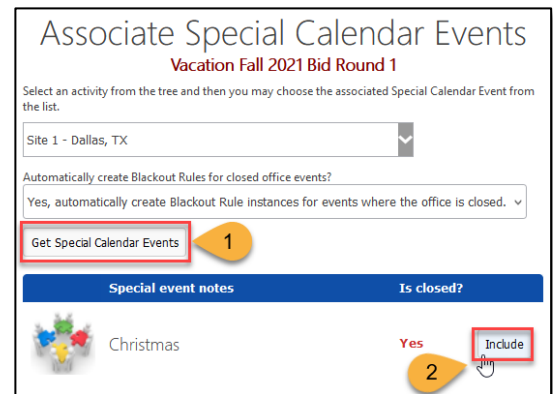 Associate Special Calendar Events
Vacation Fall 2021 Bid Round 1
Select an activity from the tree and then you may choose the associated Special Calendar Event from
the list.
Site 1 - Dallas, TX
Automatically create Blackout Rules for closed office events?
Yes, automatically create Blackout Rule instances for events where the office is closed.
Get Special Calendar Events 1
Special event notes Is closed?
Christmas Yes Include
2